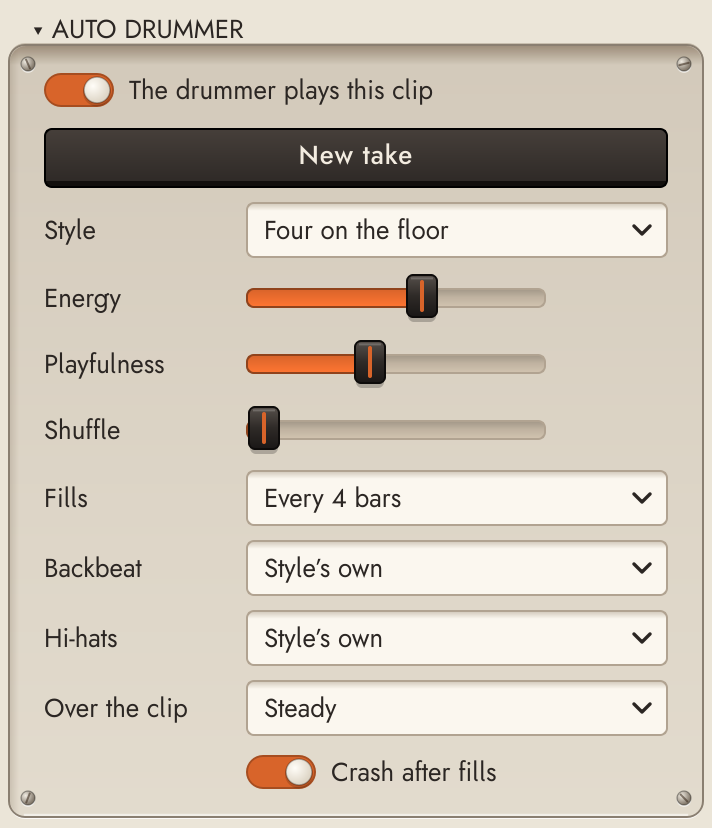 AUTO DRUMMER
The drummer plays this clip
New take
Style
Four on the floor
Energy
Playfulness
Shuffle
Fills
Every 4 bars
Backbeat
Style’s own
Hi-hats
Style’s own
Over the clip
Steady
Crash after fills